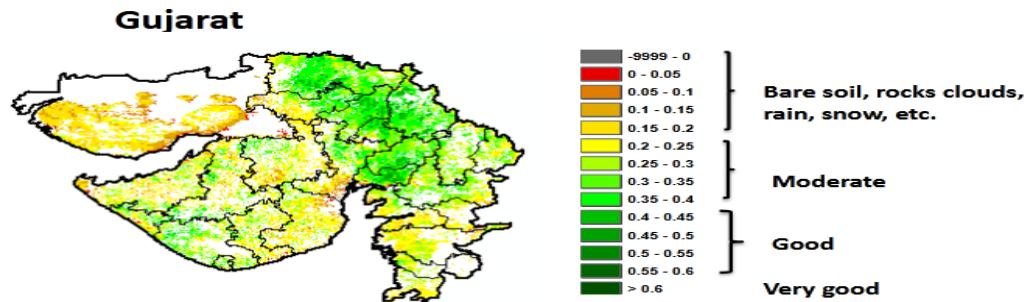 Gujarat
-9999 - 0
0 - 0.05
0.05 - 0.1
0.1 - 0.15
0.15 - 0.2
0.2 - 0.25
0.25 - 0.3
0.3 - 0.35
0.35 - 0.4
0.4 - 0.45
0.45 - 0.5
0.5 - 0.55
0.55 - 0.6
> 0.6
Bare soil, rocks clouds,
rain, snow, etc.
Moderate
Good
Very good